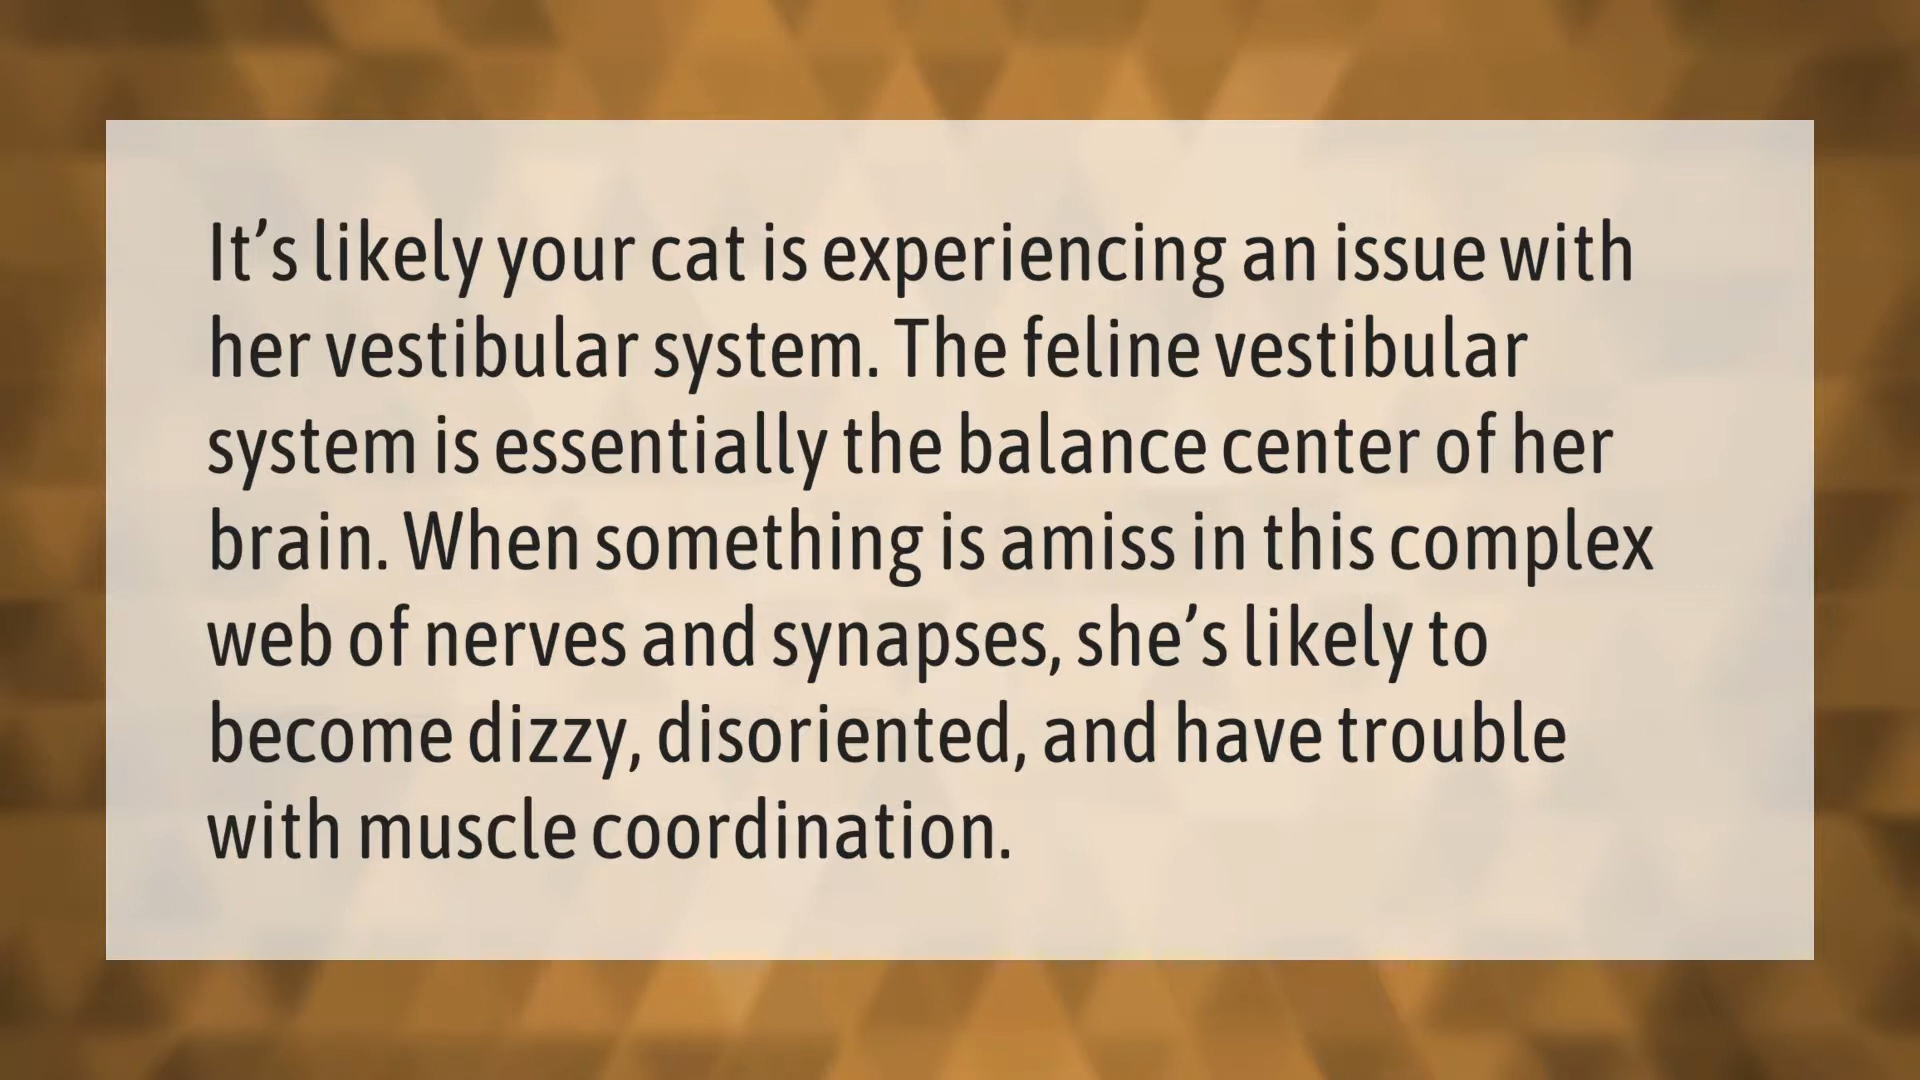 It’s likely your cat is experiencing an issue with
her vestibular system. The feline vestibular
system is essentially the balance center of her
brain. When something is amiss in this complex
web of nerves and synapses, she’s likely to
become dizzy, disoriented, and have trouble
with muscle coordination.